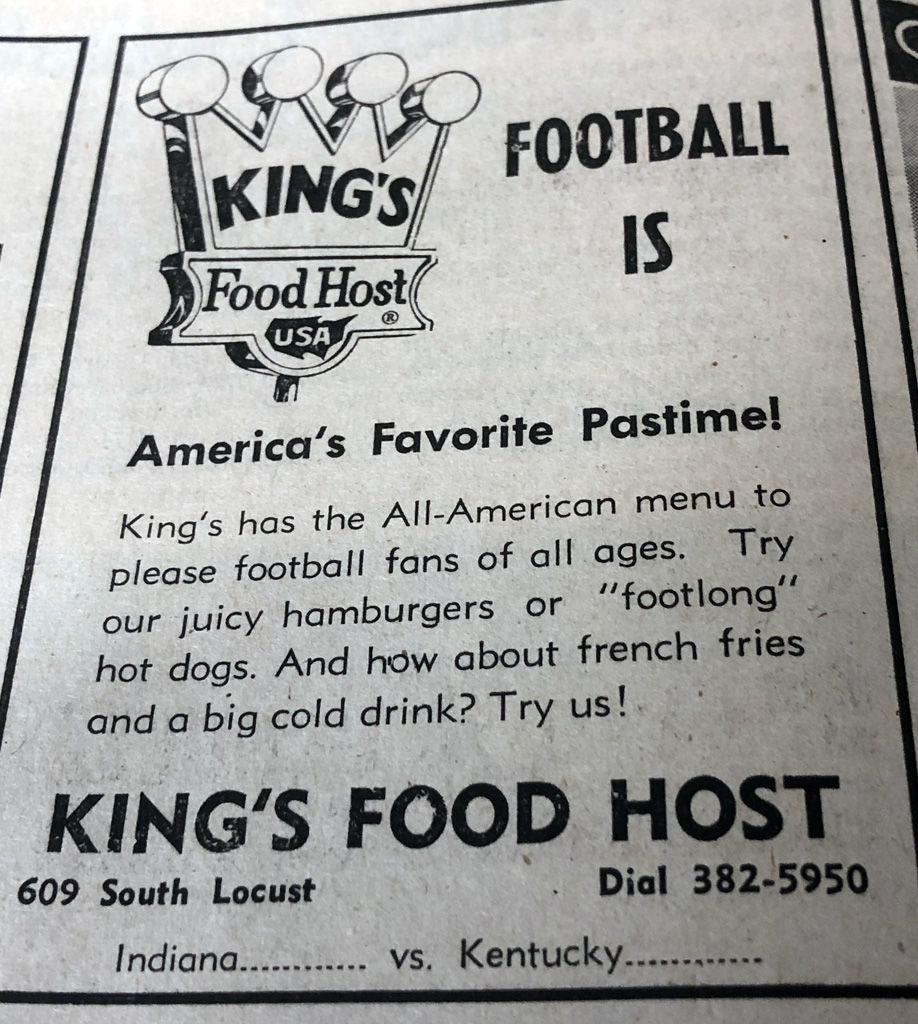 KING'S
Food Host
®
USA
FOOTBALL
IS
America's Favorite Pastime!
King's has the All-American menu to
please football fans of all ages. Try
our juicy hamburgers or "footlong"
hot dogs. And how about french fries
and a big cold drink? Try us!
KING'S FOOD HOST
609 South Locust Dial 382-5950
Indiana............ vs. Kentucky.............